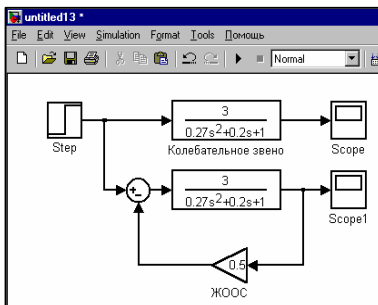 untitled13 *
File Edit View Simulation Format Tools Помощь
Normal
Step
3
0.27s²+0.2s+1
Колебательное звено
Scope
+-
3
0.27s²+0.2s+1
Scope1
0.5
ЖООС